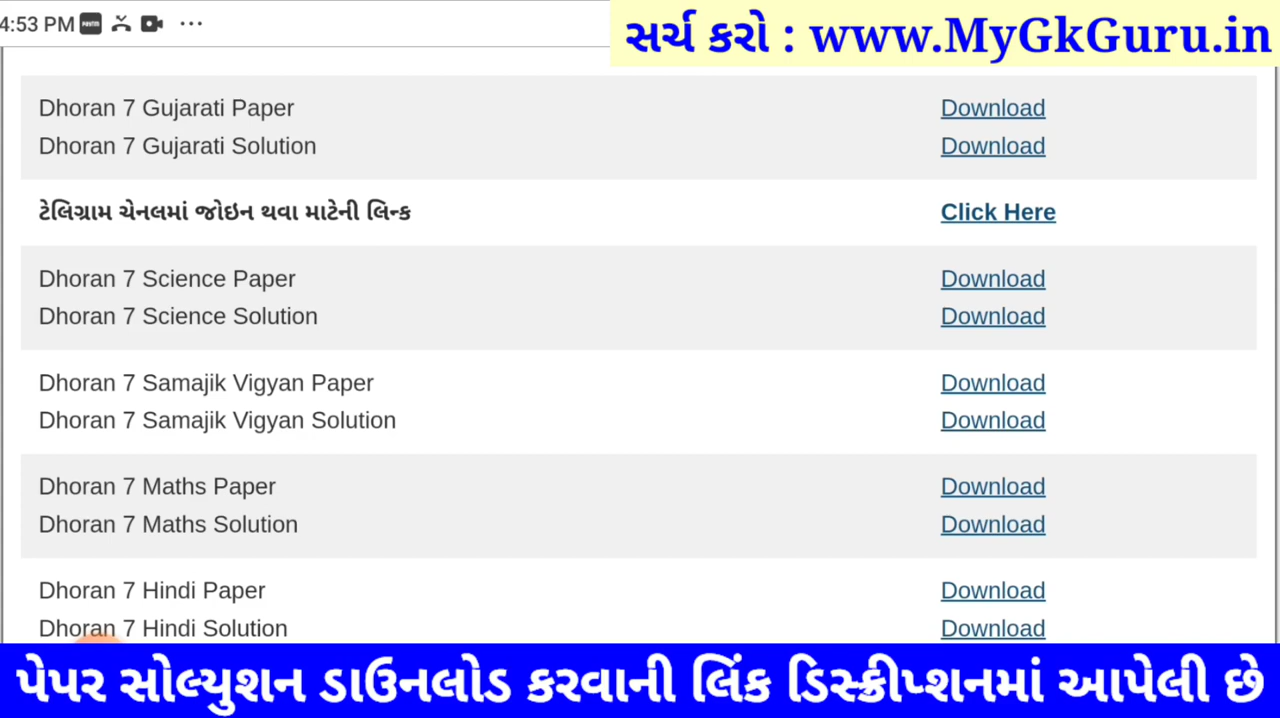 4:53 PM paytm ...
સર્ચ કરો : www.MyGkGuru.in
Dhoran 7 Gujarati Paper Download
Dhoran 7 Gujarati Solution Download
ટેલિગ્રામ ચેનલમાં જોઇન થવા માટેની લિન્ક Click Here
Dhoran 7 Science Paper Download
Dhoran 7 Science Solution Download
Dhoran 7 Samajik Vigyan Paper Download
Dhoran 7 Samajik Vigyan Solution Download
Dhoran 7 Maths Paper Download
Dhoran 7 Maths Solution Download
Dhoran 7 Hindi Paper Download
Dhoran 7 Hindi Solution Download
પેપર સોલ્યુશન ડાઉનલોડ કરવાની લિંક ડિસ્ક્રીપ્શનમાં આપેલી છે